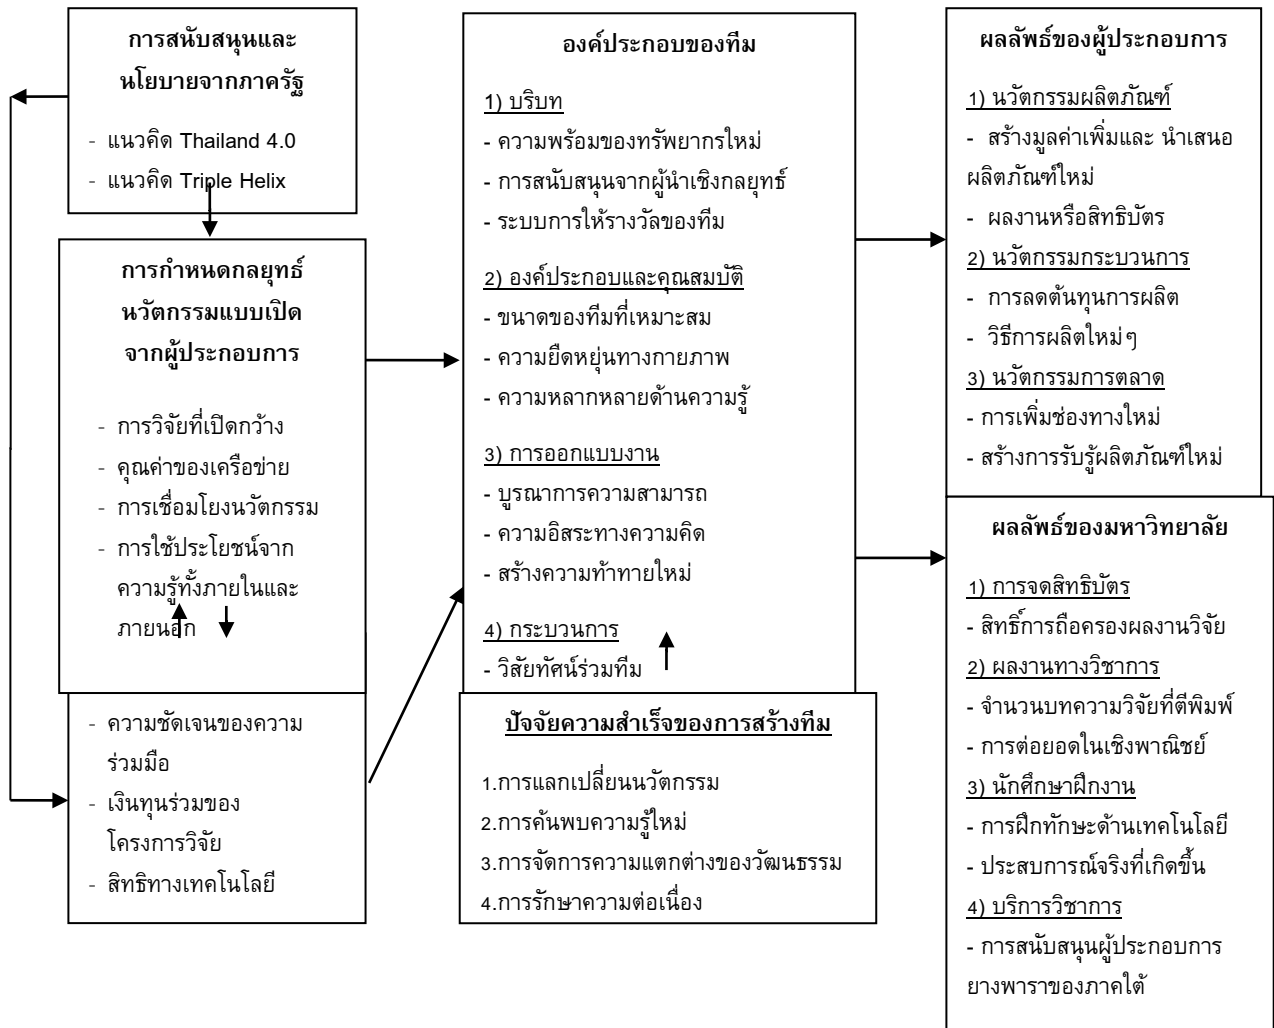 การสนับสนุนและ
นโยบายจากภาครัฐ
- แนวคิด Thailand 4.0
- แนวคิด Triple Helix
การกำหนดกลยุทธ์
นวัตกรรมแบบเปิด
จากผู้ประกอบการ
- การวิจัยที่เปิดกว้าง
- คุณค่าของเครือข่าย
- การเชื่อมโยงนวัตกรรม
- การใช้ประโยชน์จาก
ความรู้ทั้งภายในและ
ภายนอก
- ความชัดเจนของความ
ร่วมมือ
- เงินทุนร่วมของ
โครงการวิจัย
- สิทธิทางเทคโนโลยี
องค์ประกอบของทีม
1) บริบท
- ความพร้อมของทรัพยากรใหม่
- การสนับสนุนจากผู้นำเชิงกลยุทธ์
- ระบบการให้รางวัลของทีม
2) องค์ประกอบและคุณสมบัติ
- ขนาดของทีมที่เหมาะสม
- ความยืดหยุ่นทางกายภาพ
- ความหลากหลายด้านความรู้
3) การออกแบบงาน
- บูรณาการความสามารถ
- ความอิสระทางความคิด
- สร้างความท้าทายใหม่
4) กระบวนการ
- วิสัยทัศน์ร่วมทีม
ปัจจัยความสำเร็จของการสร้างทีม
1.การแลกเปลี่ยนนวัตกรรม
2.การค้นพบความรู้ใหม่
3.การจัดการความแตกต่างของวัฒนธรรม
4.การรักษาความต่อเนื่อง
ผลลัพธ์ของผู้ประกอบการ
1) นวัตกรรมผลิตภัณฑ์
- สร้างมูลค่าเพิ่มและ นำเสนอ
ผลิตภัณฑ์ใหม่
- ผลงานหรือสิทธิบัตร
2) นวัตกรรมกระบวนการ
- การลดต้นทุนการผลิต
- วิธีการผลิตใหม่ๆ
3) นวัตกรรมการตลาด
- การเพิ่มช่องทางใหม่
- สร้างการรับรู้ผลิตภัณฑ์ใหม่
ผลลัพธ์ของมหาวิทยาลัย
1) การจดสิทธิบัตร
- สิทธิ์การถือครองผลงานวิจัย
2) ผลงานทางวิชาการ
- จำนวนบทความวิจัยที่ตีพิมพ์
- การต่อยอดในเชิงพาณิชย์
3) นักศึกษาฝึกงาน
- การฝึกทักษะด้านเทคโนโลยี
- ประสบการณ์จริงที่เกิดขึ้น
4) บริการวิชาการ
- การสนับสนุนผู้ประกอบการ
ยางพาราของภาคใต้